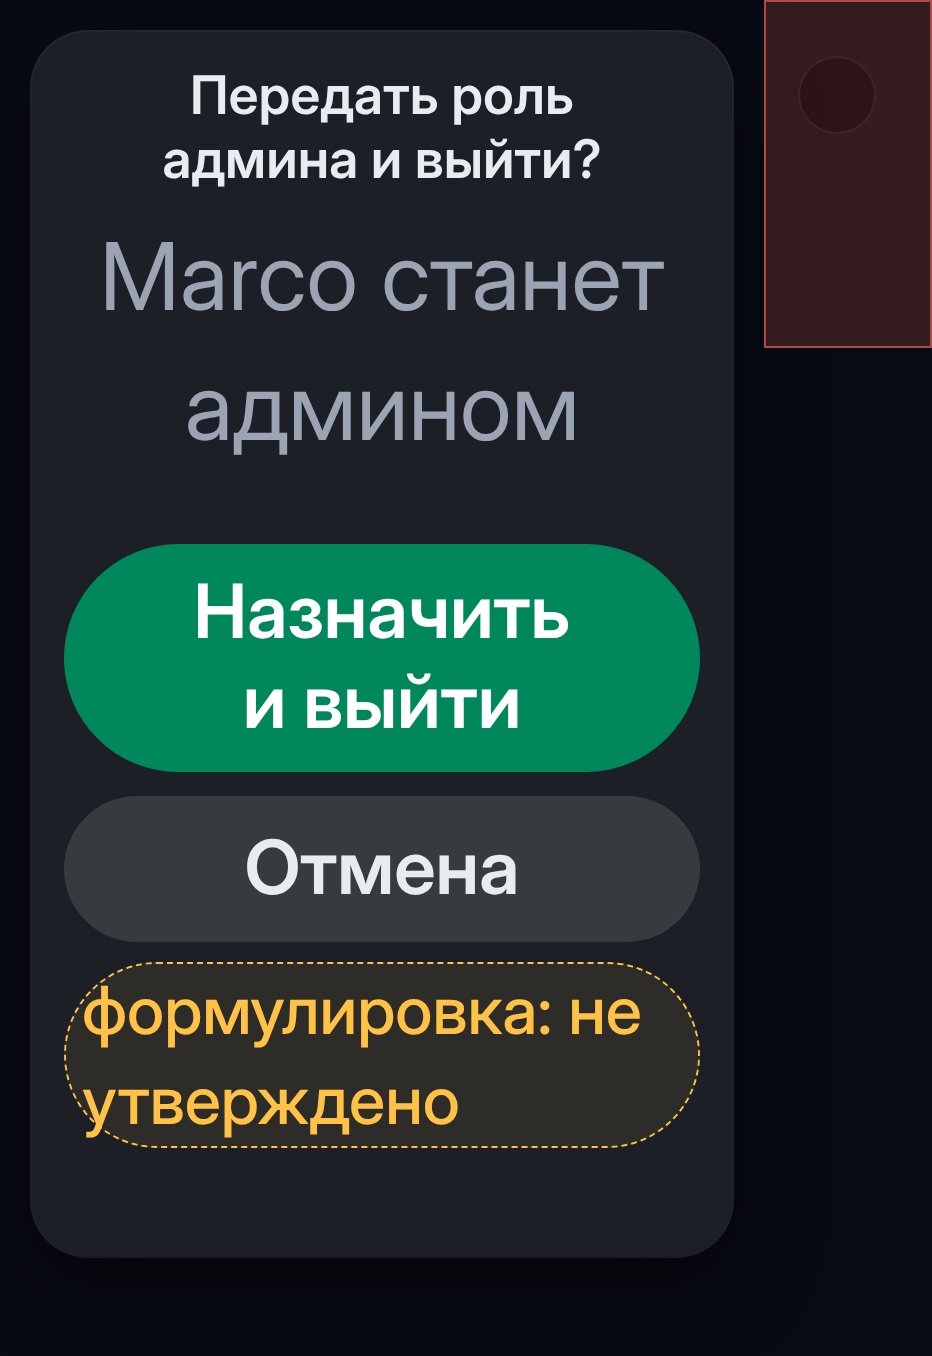 Передать роль
админа и выйти?
Marco станет
админом
Назначить
и выйти
Отмена
формулировка: не
утверждено